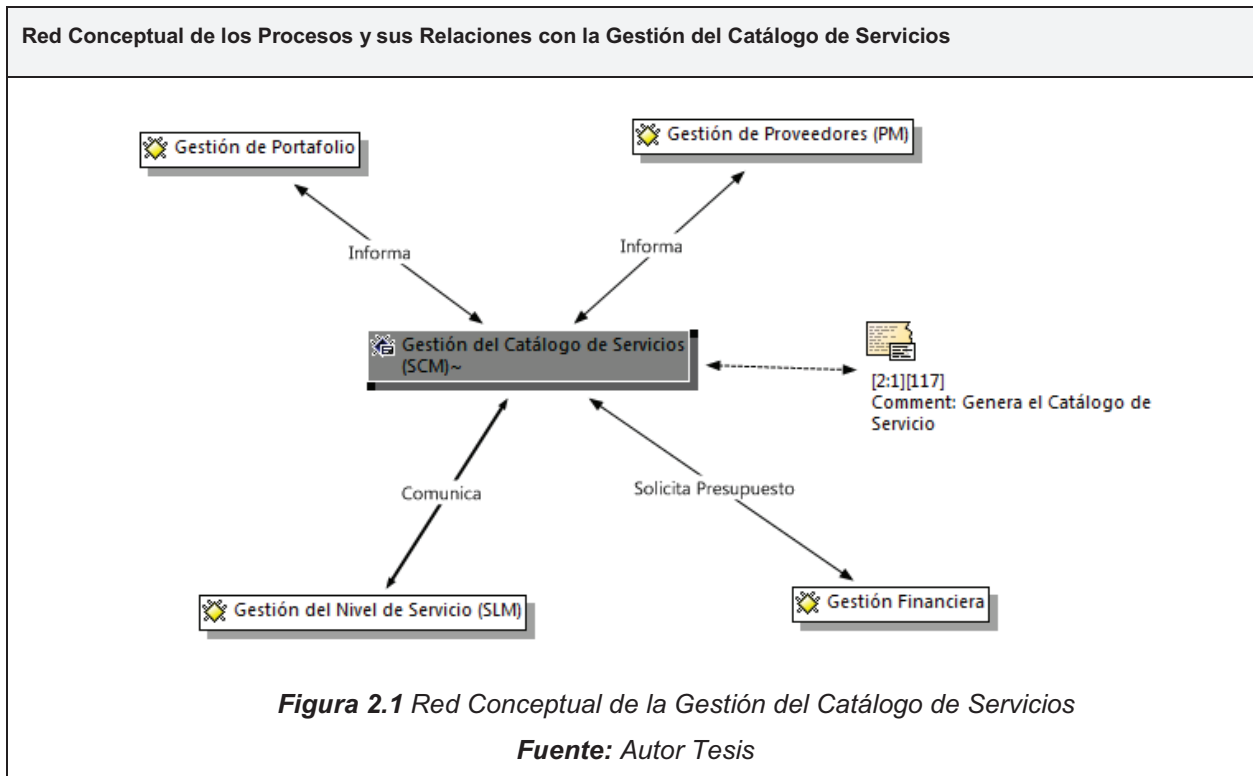 Red Conceptual de los Procesos y sus Relaciones con la Gestión del Catálogo de Servicios
Gestión de Portafolio
Gestión de Proveedores (PM)
Informa
Informa
Gestión del Catálogo de Servicios
(SCM)~
[2:1][117]
Comment: Genera el Catálogo de
Servicio
Comunica
Solicita Presupuesto
Gestión del Nivel de Servicio (SLM)
Gestión Financiera
Figura 2.1 Red Conceptual de la Gestión del Catálogo de Servicios
Fuente: Autor Tesis